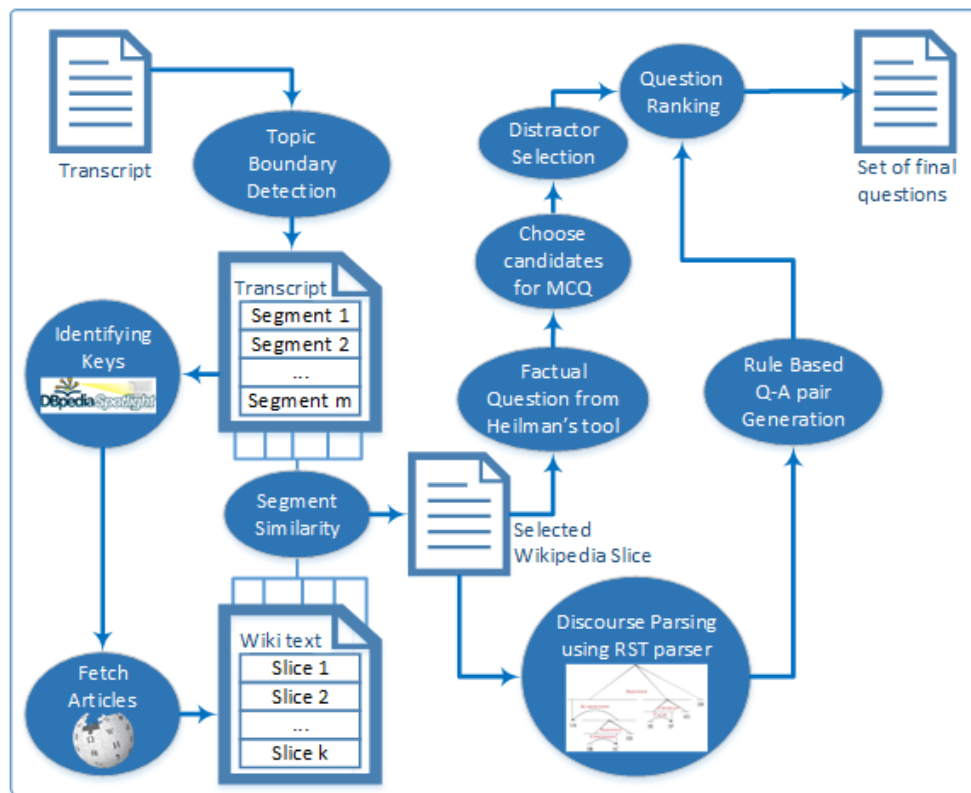 Transcript
Topic
Boundary
Detection
Transcript
Segment 1
Segment 2
...
Segment m
Identifying
Keys
DBpedia Spotlight
Fetch
Articles
Segment
Similarity
Wiki text
Slice 1
Slice 2
...
Slice k
Selected
Wikipedia Slice
Factual
Question from
Heilman's tool
Choose
candidates
for MCQ
Distractor
Selection
Question
Ranking
Set of final
questions
Discourse Parsing
using RST parser
Rule Based
Q-A pair
Generation